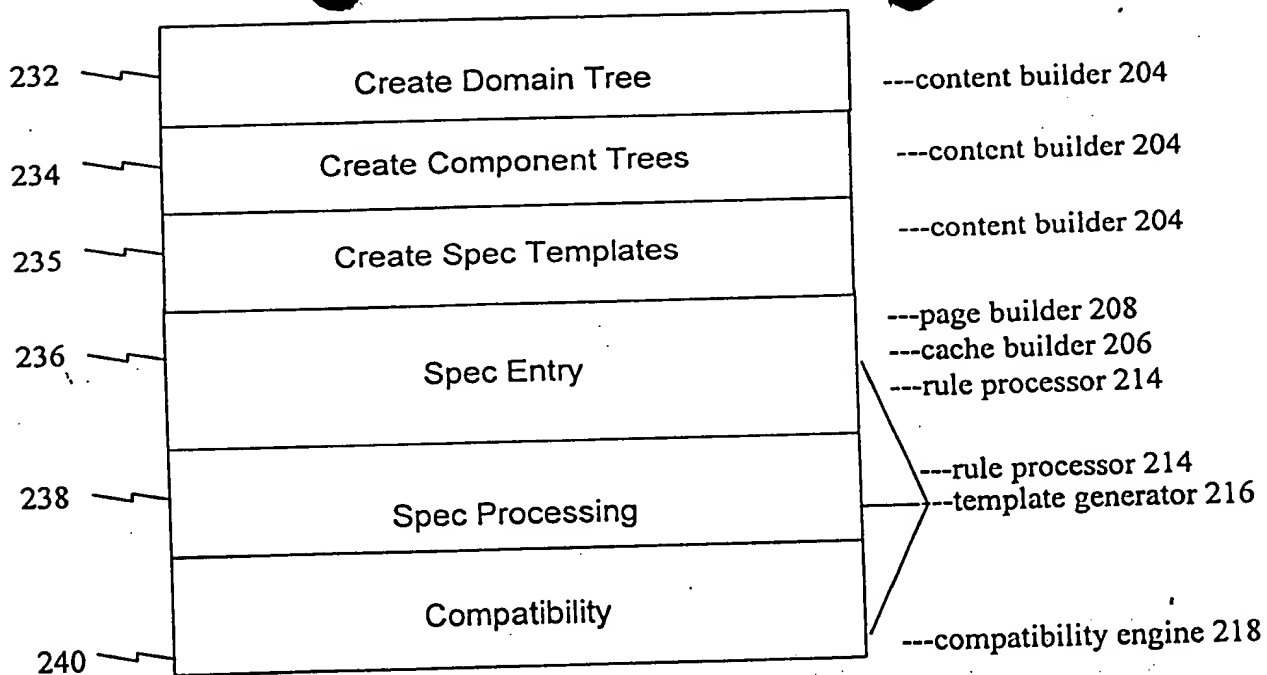 232 Create Domain Tree ---content builder 204
234 Create Component Trees ---content builder 204
235 Create Spec Templates ---content builder 204
---page builder 208
236 Spec Entry ---cache builder 206
---rule processor 214
---rule processor 214
238 Spec Processing ---template generator 216
Compatibility ---compatibility engine 218
240